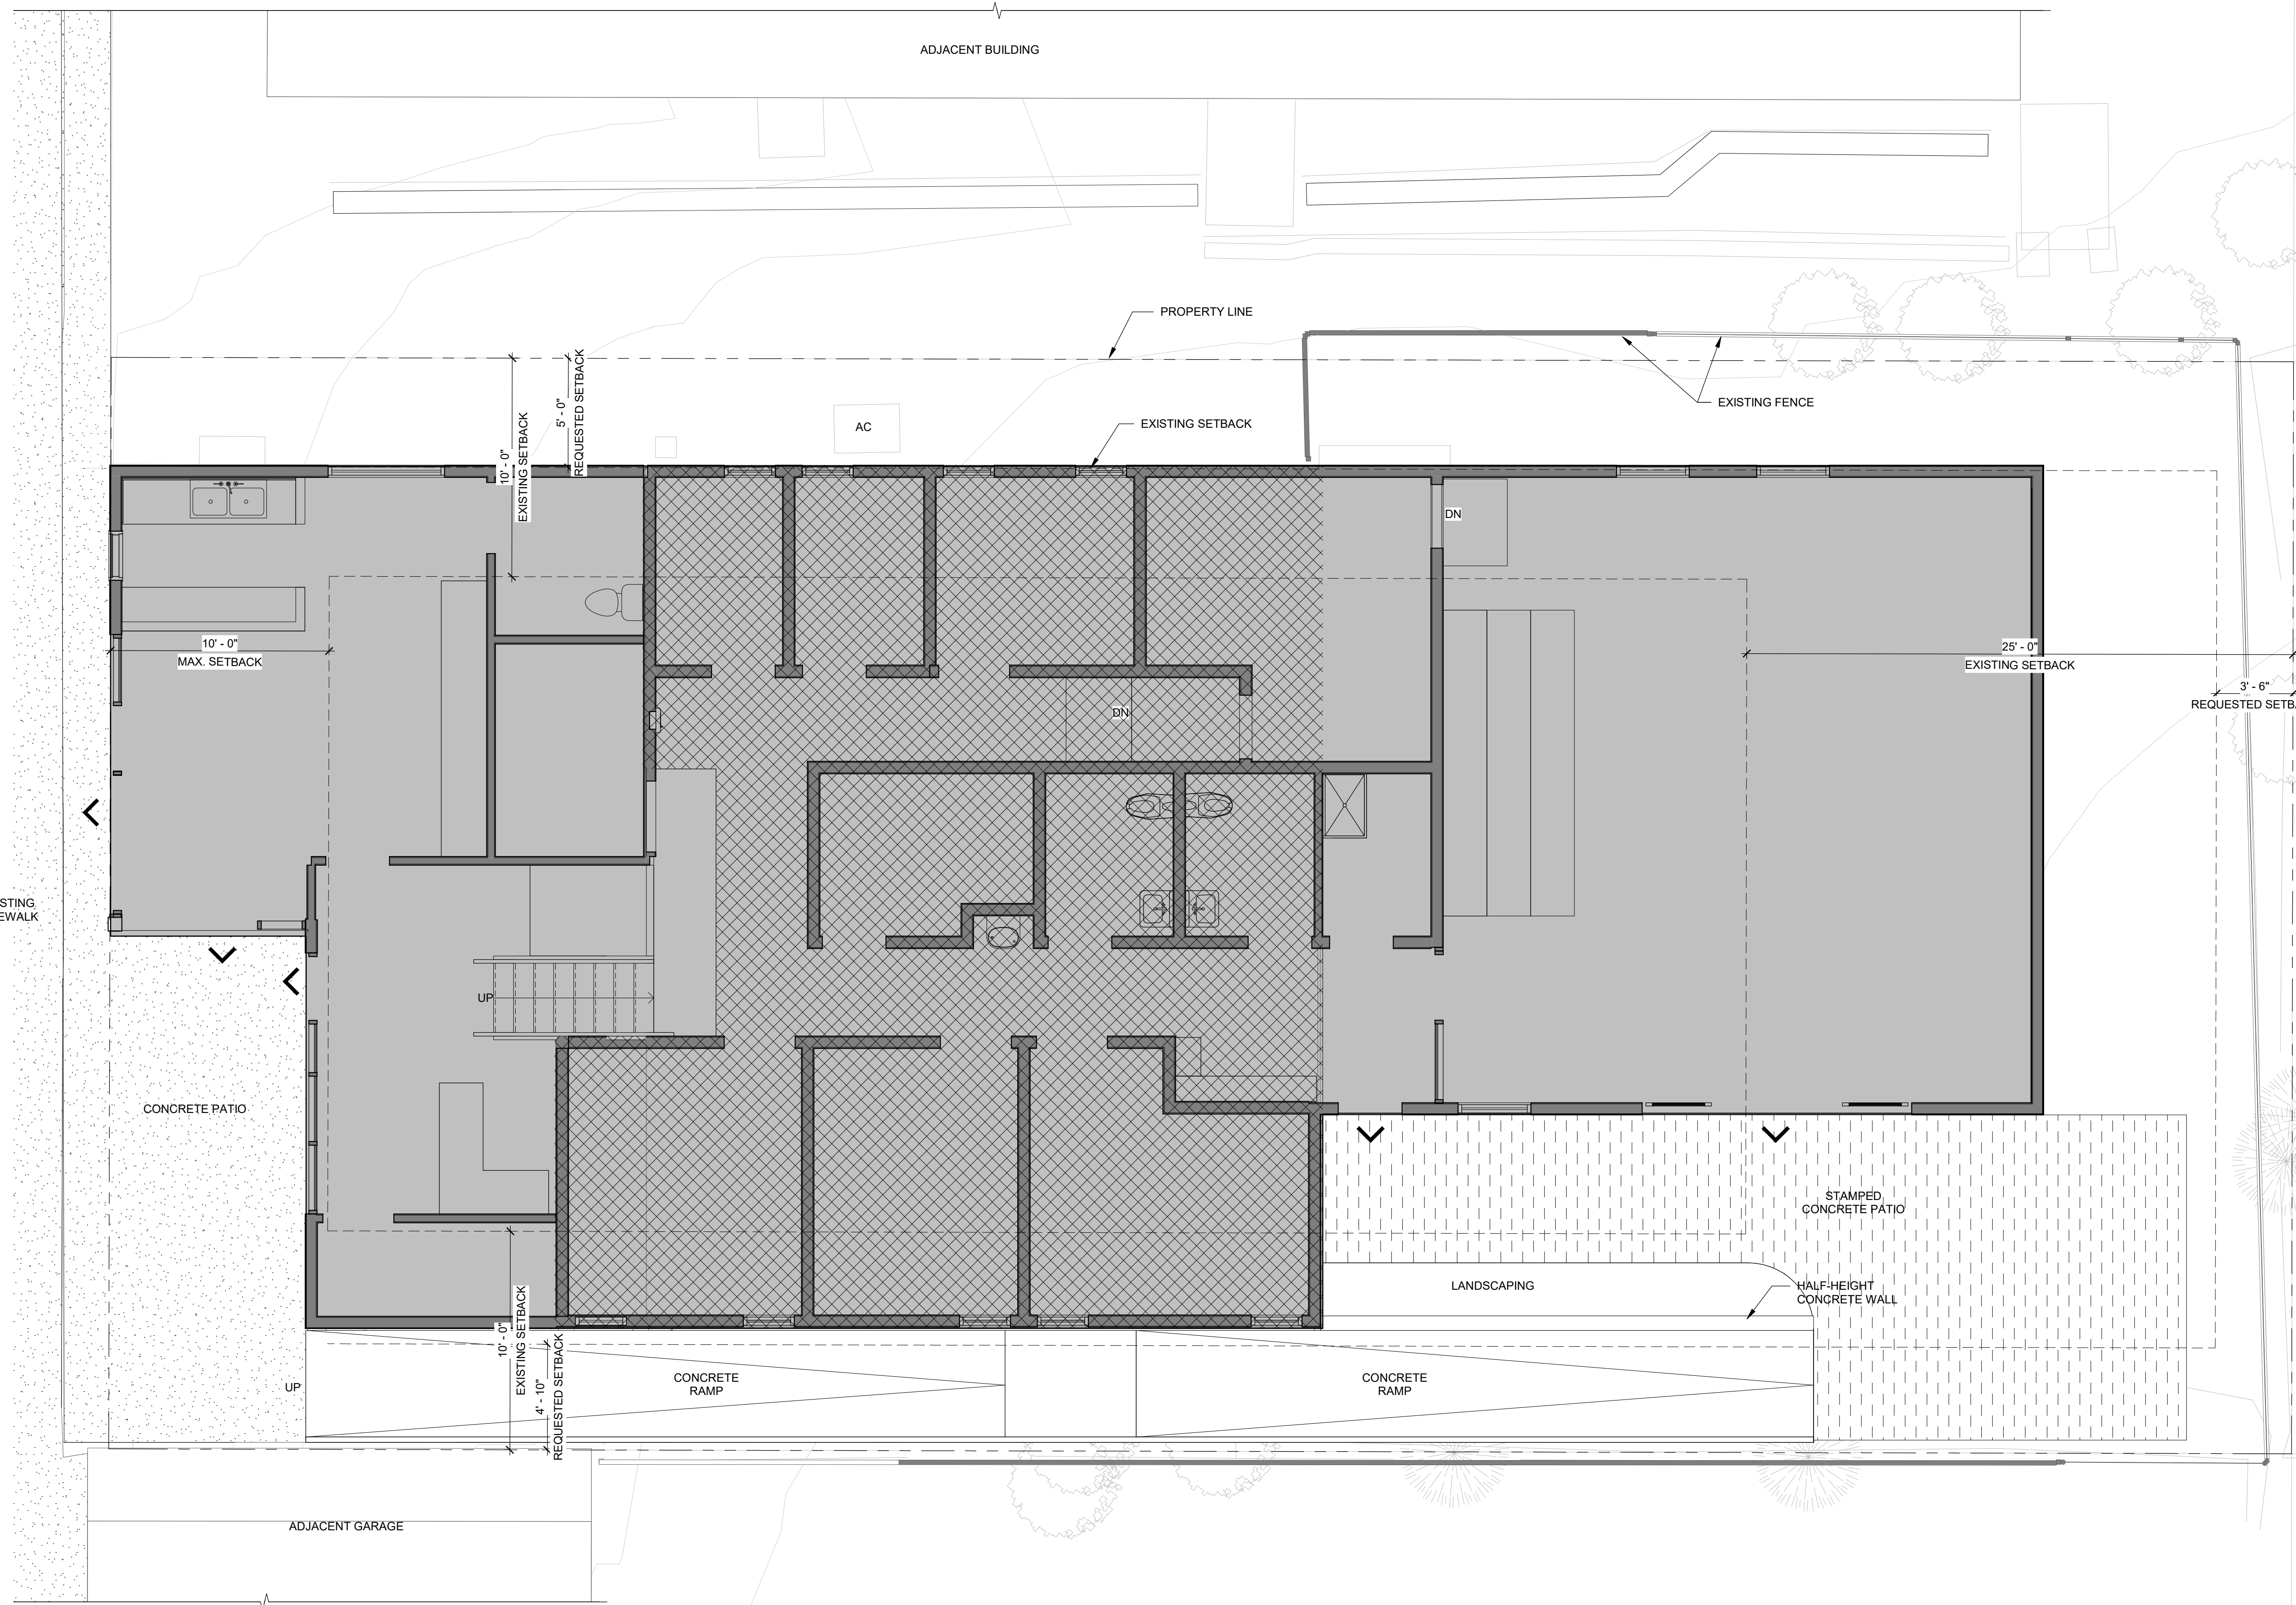 ADJACENT BUILDING
PROPERTY LINE
5' - 0"
REQUESTED SETBACK
10' - 0"
EXISTING SETBACK
AC
EXISTING SETBACK
EXISTING FENCE
DN
10' - 0"
MAX. SETBACK
25' - 0"
EXISTING SETBACK
3' - 6"
REQUESTED SETB
DN
STING
EWALK
UP
CONCRETE PATIO
STAMPED
CONCRETE PATIO
LANDSCAPING
HALF-HEIGHT
CONCRETE WALL
10' - 0"
EXISTING SETBACK
4' - 10"
REQUESTED SETBACK
UP
CONCRETE
RAMP
CONCRETE
RAMP
ADJACENT GARAGE